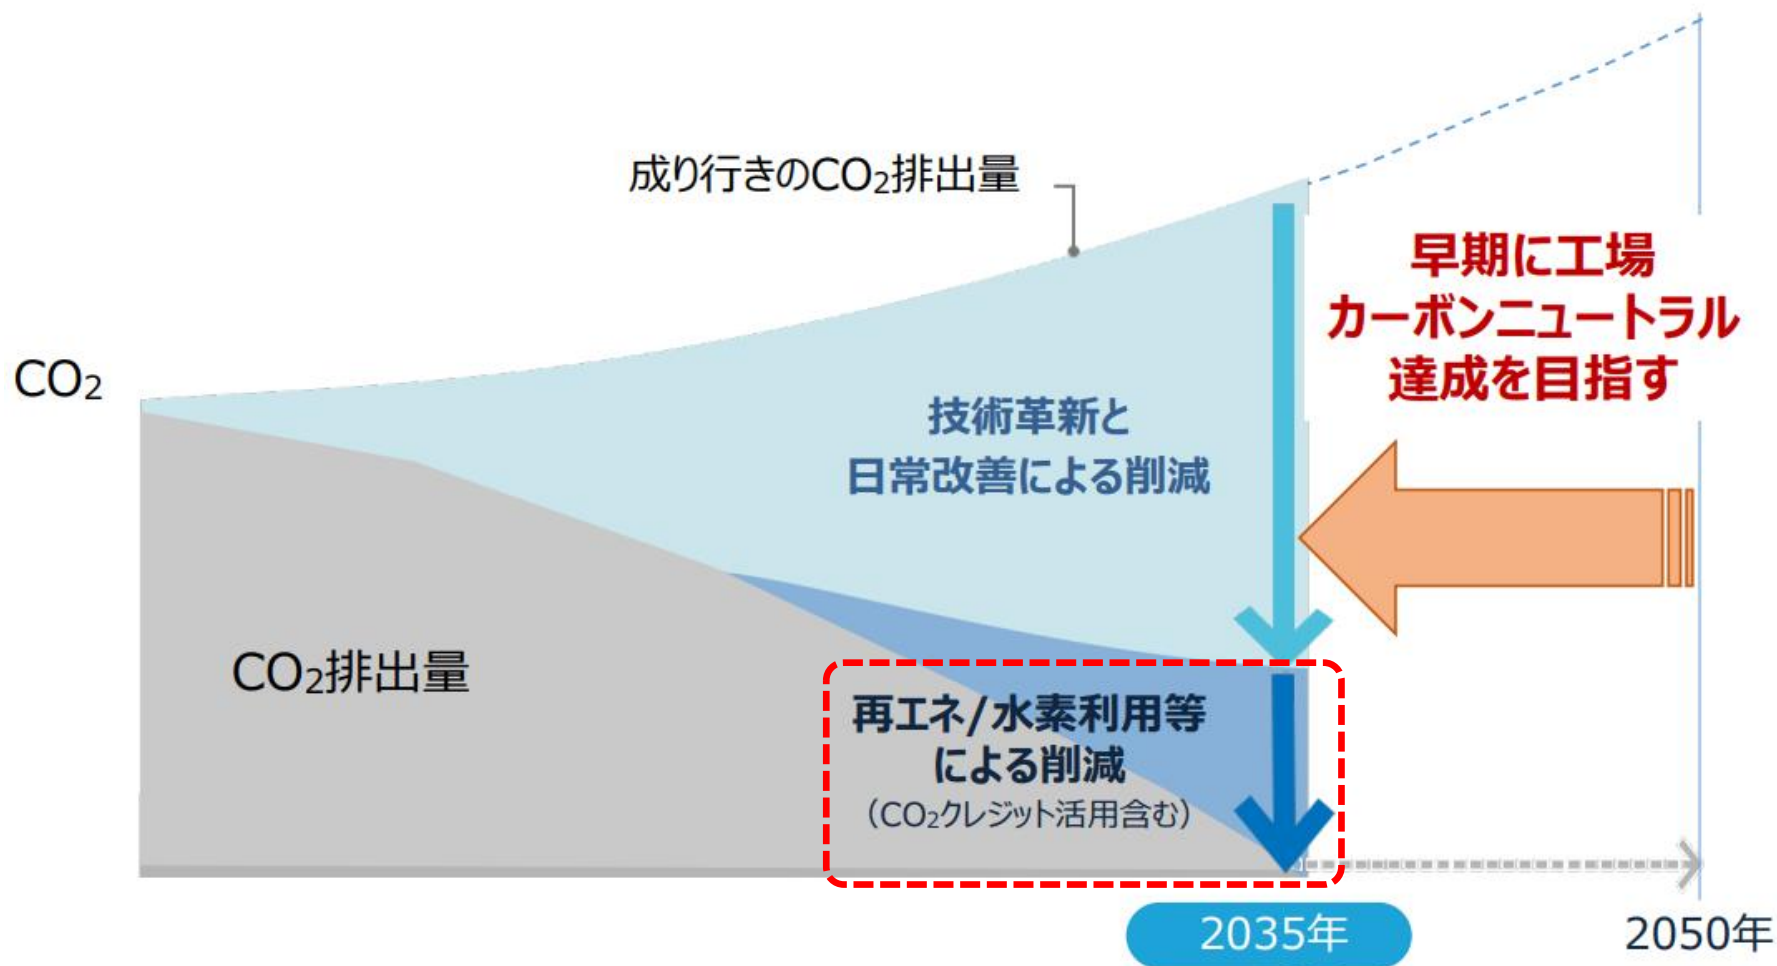 成り行きのCO₂排出量
早期に工場
カーボンニュートラル
達成を目指す
CO₂
技術革新と
日常改善による削減
CO₂排出量
再エネ/水素利用等
による削減
（CO₂クレジット活用含む）
2035年
2050年